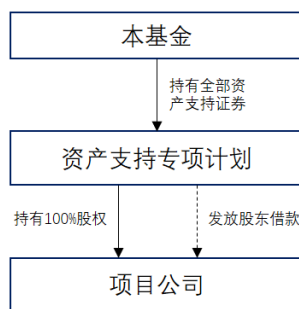 本基金
持有全部资
产支持证券
资产支持专项计划
持有100%股权
发放股东借款
项目公司